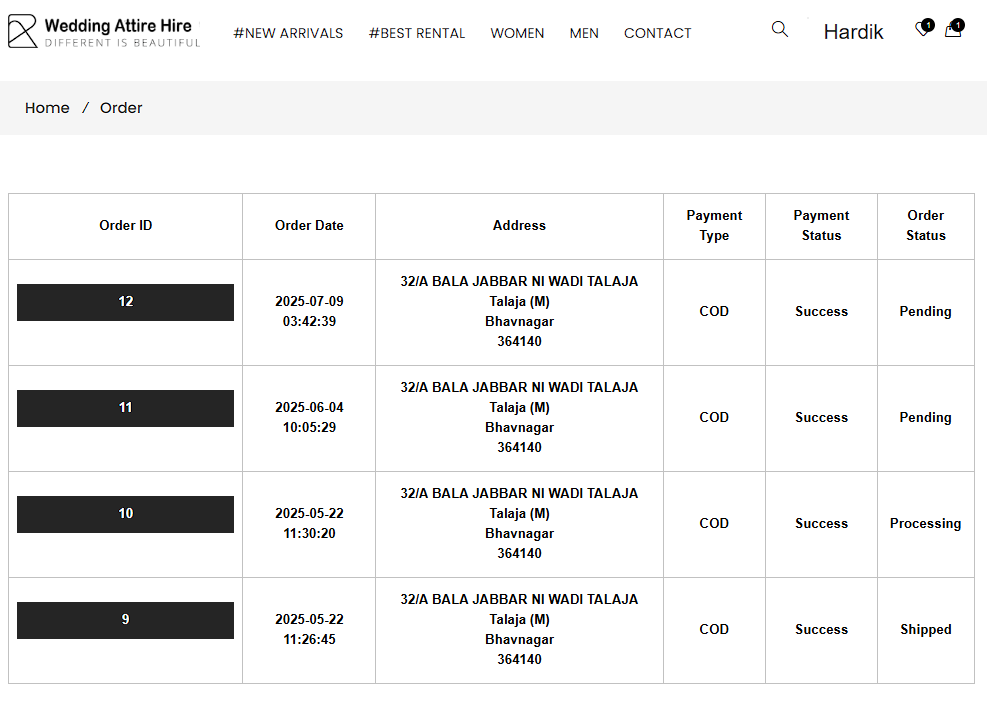 Wedding Attire Hire
DIFFERENT IS BEAUTIFUL
#NEW ARRIVALS #BEST RENTAL WOMEN MEN CONTACT Hardik 1 1
Home / Order
Order ID Order Date Address Payment Type Payment Status Order Status
12
2025-07-09
03:42:39
32/A BALA JABBAR NI WADI TALAJA
Talaja (M)
Bhavnagar
364140
COD
Success
Pending
11
2025-06-04
10:05:29
32/A BALA JABBAR NI WADI TALAJA
Talaja (M)
Bhavnagar
364140
COD
Success
Pending
10
2025-05-22
11:30:20
32/A BALA JABBAR NI WADI TALAJA
Talaja (M)
Bhavnagar
364140
COD
Success
Processing
9
2025-05-22
11:26:45
32/A BALA JABBAR NI WADI TALAJA
Talaja (M)
Bhavnagar
364140
COD
Success
Shipped